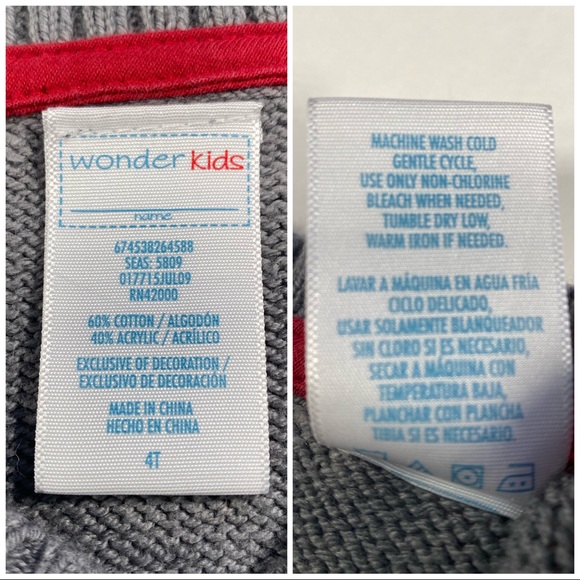 wonder kids
name
674538264588
SEAS: 5809
017715JUL09
RN42000
60% COTTON / ALGODÓN
40% ACRYLIC / ACRÍLICO
EXCLUSIVE OF DECORATION /
EXCLUSIVO DE DECORACIÓN
MADE IN CHINA
HECHO EN CHINA
4T
MACHINE WASH COLD
GENTLE CYCLE,
USE ONLY NON-CHLORINE
BLEACH WHEN NEEDED,
TUMBLE DRY LOW,
WARM IRON IF NEEDED.
LAVAR A MÁQUINA EN AGUA FRÍA
CICLO DELICADO,
USAR SOLAMENTE BLANQUEADOR
SIN CLORO SI ES NECESARIO,
SECAR A MÁQUINA CON
TEMPERATURA BAJA,
PLANCHAR CON PLANCHA
TIBIA SI ES NECESARIO.